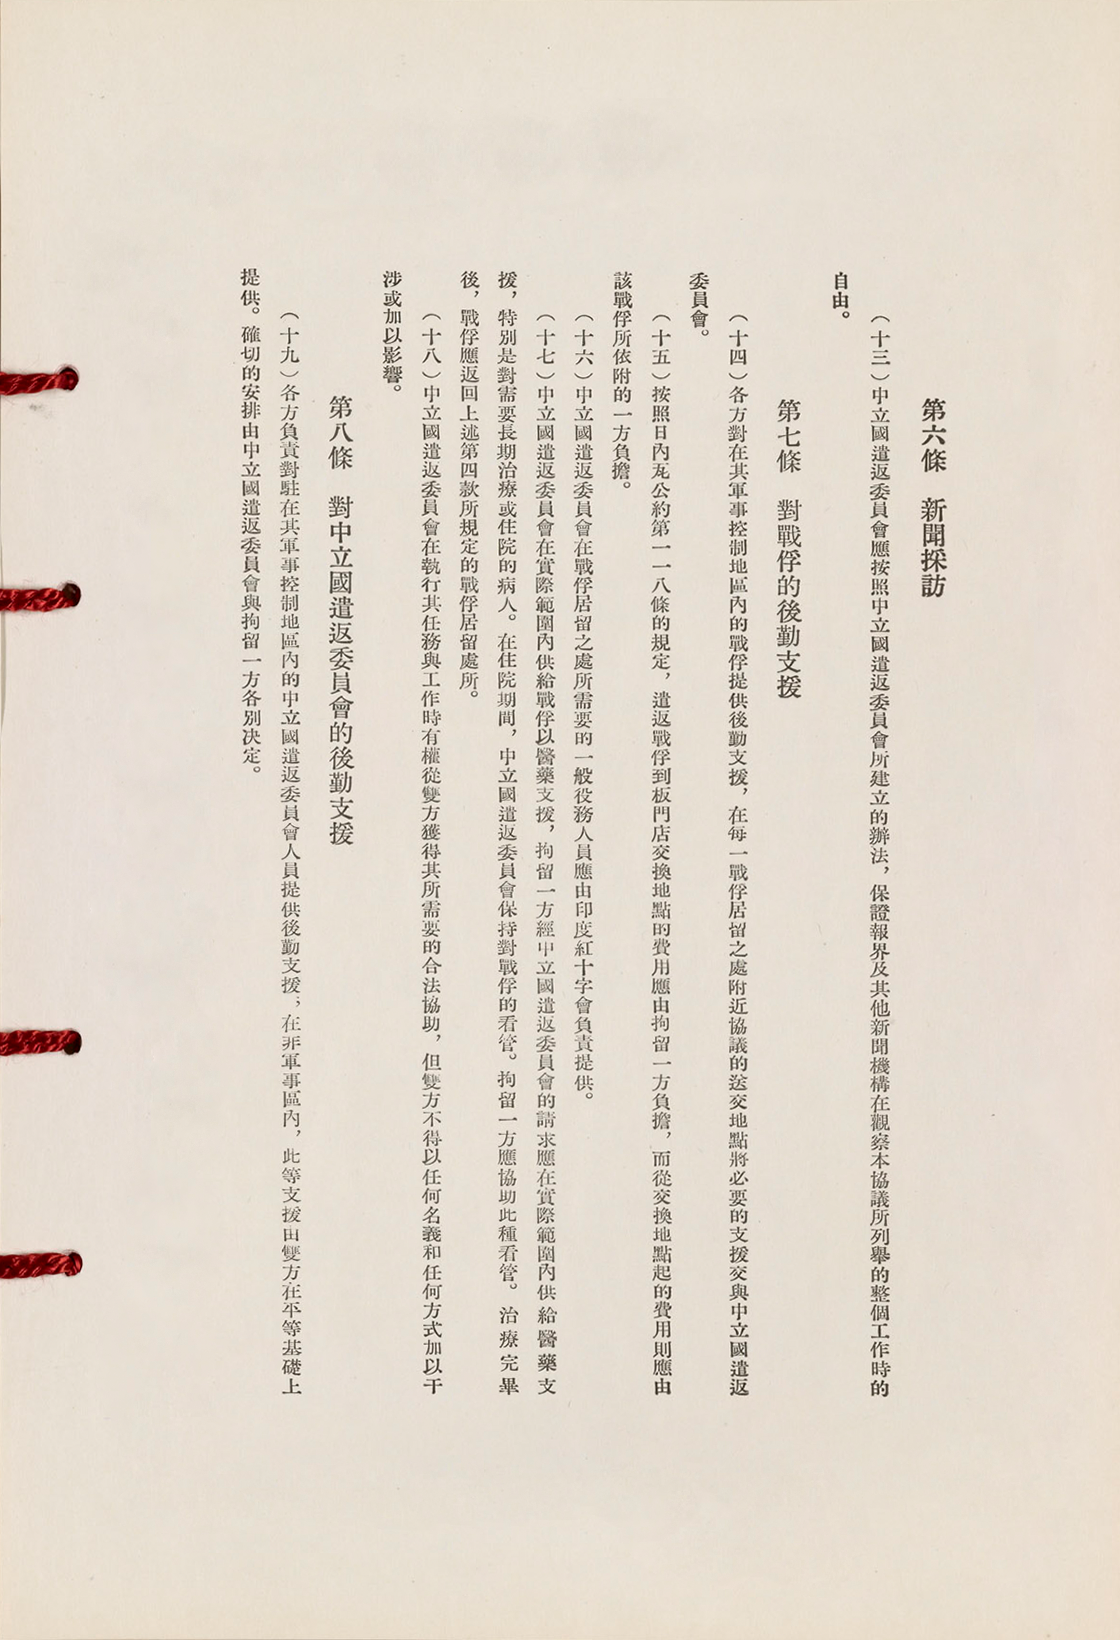 第六條　新聞採訪
（十三）中立國遣返委員會應按照中立國遣返委員會所建立的辦法，保證報界及其他新聞機構在觀察本協議所列舉的整個工作時的
自由。
第七條　對戰俘的後勤支援
（十四）各方對在其軍事控制地區內的戰俘提供後勤支援，在每一戰俘居留之處附近協議的送交地點將必要的支援交與中立國遣返
委員會。
（十五）按照日內瓦公約第一一八條的規定，遣返戰俘到板門店交換地點的費用應由拘留一方負擔，而從交換地點起的費用則應由
該戰俘所依附的一方負擔。
（十六）中立國遣返委員會在戰俘居留之處所需要的一般役務人員應由印度紅十字會負責提供。
（十七）中立國遣返委員會在實際範圍內供給戰俘以醫藥支援，拘留一方經中立國遣返委員會的請求應在實際範圍內供給醫藥支
援，特別是對需要長期治療或住院的病人。在住院期間，中立國遣返委員會保持對戰俘的看管。拘留一方應協助此種看管。治療完畢
後，戰俘應返回上述第四款所規定的戰俘居留處所。
（十八）中立國遣返委員會在執行其任務與工作時有權從雙方獲得其所需要的合法協助，但雙方不得以任何名義和任何方式加以干
涉或加以影響。
第八條　對中立國遣返委員會的後勤支援
（十九）各方負責對駐在其軍事控制地區內的中立國遣返委員會人員提供後勤支援；在非軍事區內，此等支援由雙方在平等基礎上
提供。確切的安排由中立國遣返委員會與拘留一方各別決定。